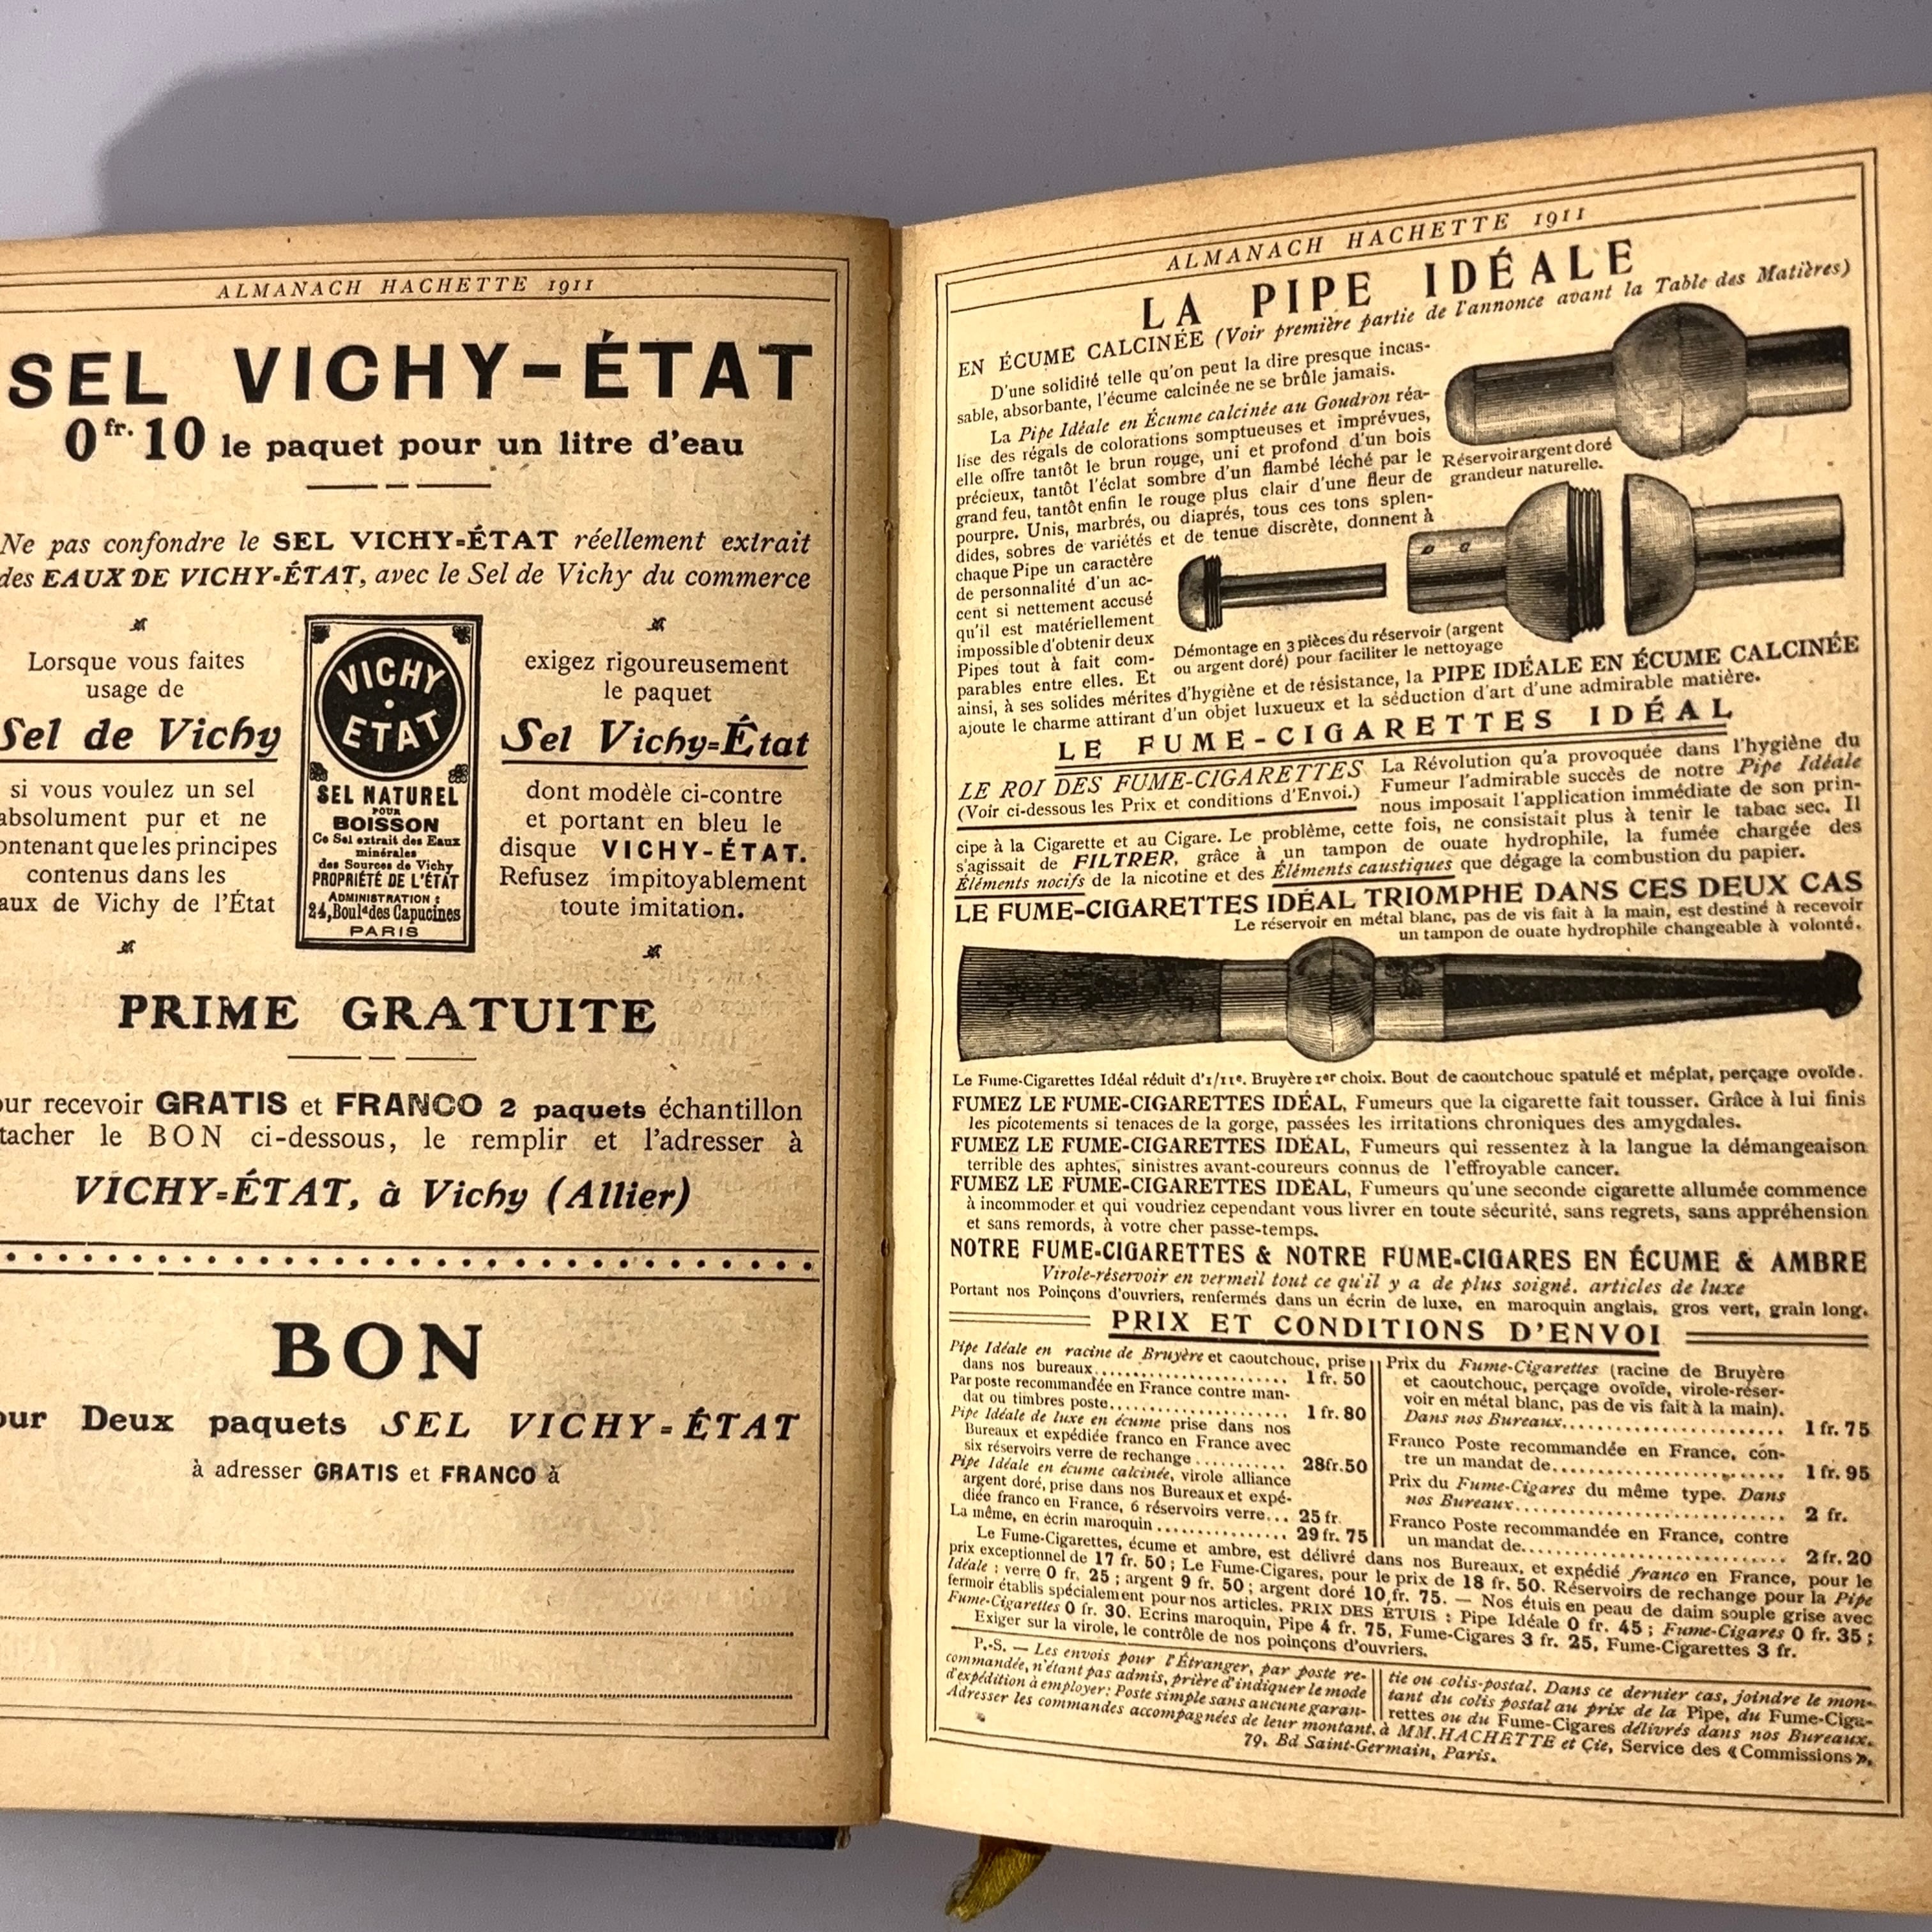 ALMANACH HACHETTE 1911
SEL VICHY-ÉTAT
0 fr. 10 le paquet pour un litre d'eau
Ne pas confondre le SEL VICHY-ÉTAT réellement extrait
des EAUX DE VICHY-ÉTAT, avec le Sel de Vichy du commerce
Lorsque vous faites
usage de
Sel de Vichy
si vous voulez un sel
absolument pur et ne
contenant que les principes
contenus dans les
aux de Vichy de l'État
VICHY
ETAT
SEL NATUREL
POUR
BOISSON
Ce Sel extrait des Eaux
minérales
des Sources de Vichy
PROPRIÉTÉ DE L'ÉTAT
ADMINISTRATION :
24, Boul.d des Capucines
PARIS
exigez rigoureusement
le paquet
Sel Vichy-État
dont modèle ci-contre
et portant en bleu le
disque VICHY-ÉTAT.
Refusez impitoyablement
toute imitation.
PRIME GRATUITE
our recevoir GRATIS et FRANCO 2 paquets échantillon
tacher le BON ci-dessous, le remplir et l'adresser à
VICHY-ÉTAT, à Vichy (Allier)
BON
our Deux paquets SEL VICHY-ÉTAT
à adresser GRATIS et FRANCO à
ALMANACH HACHETTE 1911
LA PIPE IDÉALE
EN ÉCUME CALCINÉE (Voir première partie de l'annonce avant la Table des Matières)
D'une solidité telle qu'on peut la dire presque incas-
sable, absorbante, l'écume calcinée ne se brûle jamais.
La Pipe Idéale en Écume calcinée au Goudron réa-
lise des régals de colorations somptueuses et imprévues,
elle offre tantôt le brun rouge, uni et profond d'un bois
précieux, tantôt l'éclat sombre d'un flambé léché par le
grand feu, tantôt enfin le rouge plus clair d'une fleur de
pourpre. Unis, marbrés, ou diaprés, tous ces tons splen-
dides, sobres de variétés et de tenue discrète, donnent à
chaque Pipe un caractère
de personnalité d'un ac-
cent si nettement accusé
qu'il est matériellement
impossible d'obtenir deux
Pipes tout à fait com-
parables entre elles. Et
ainsi, à ses solides mérites d'hygiène et de résistance, la PIPE IDÉALE EN ÉCUME CALCINÉE
ajoute le charme attirant d'un objet luxueux et la séduction d'art d'une admirable matière.
Réservoir argent doré
grandeur naturelle.
Démontage en 3 pièces du réservoir (argent
ou argent doré) pour faciliter le nettoyage
LE FUME-CIGARETTES IDÉAL
LE ROI DES FUME-CIGARETTES
(Voir ci-dessous les Prix et conditions d'Envoi.)
La Révolution qu'a provoquée dans l'hygiène du
Fumeur l'admirable succès de notre Pipe Idéale
nous imposait l'application immédiate de son prin-
cipe à la Cigarette et au Cigare. Le problème, cette fois, ne consistait plus à tenir le tabac sec. Il
s'agissait de FILTRER, grâce à un tampon de ouate hydrophile, la fumée chargée des
Éléments nocifs de la nicotine et des Éléments caustiques que dégage la combustion du papier.
LE FUME-CIGARETTES IDÉAL TRIOMPHE DANS CES DEUX CAS
Le réservoir en métal blanc, pas de vis fait à la main, est destiné à recevoir
un tampon de ouate hydrophile changeable à volonté.
Le Fume-Cigarettes Idéal réduit d'1/11e. Bruyère 1er choix. Bout de caoutchouc spatulé et méplat, perçage ovoïde.
FUMEZ LE FUME-CIGARETTES IDÉAL, Fumeurs que la cigarette fait tousser. Grâce à lui finis
les picotements si tenaces de la gorge, passées les irritations chroniques des amygdales.
FUMEZ LE FUME-CIGARETTES IDÉAL, Fumeurs qui ressentez à la langue la démangeaison
terrible des aphtes, sinistres avant-coureurs connus de l'effroyable cancer.
FUMEZ LE FUME-CIGARETTES IDÉAL, Fumeurs qu'une seconde cigarette allumée commence
à incommoder et qui voudriez cependant vous livrer en toute sécurité, sans regrets, sans appréhension
et sans remords, à votre cher passe-temps.
NOTRE FUME-CIGARETTES & NOTRE FUME-CIGARES EN ÉCUME & AMBRE
Virole-réservoir en vermeil tout ce qu'il y a de plus soigné. articles de luxe
Portant nos Poinçons d'ouvriers, renfermés dans un écrin de luxe, en maroquin anglais, gros vert, grain long.
PRIX ET CONDITIONS D'ENVOI
Pipe Idéale en racine de Bruyère et caoutchouc, prise
dans nos bureaux........ 1 fr. 50
Par poste recommandée en France contre man-
dat ou timbres poste........ 1 fr. 80
Pipe Idéale de luxe en écume prise dans nos
Bureaux et expédiée franco en France avec
six réservoirs verre de rechange ........ 28 fr. 50
Pipe Idéale en écume calcinée, virole alliance
argent doré, prise dans nos Bureaux et expé-
diée franco en France, 6 réservoirs verre... 25 fr.
La même, en écrin maroquin ........ 29 fr. 75
Prix du Fume-Cigarettes (racine de Bruyère
et caoutchouc, perçage ovoïde, virole-réser-
voir en métal blanc, pas de vis fait à la main).
Dans nos Bureaux........ 1 fr. 75
Franco Poste recommandée en France, con-
tre un mandat de........ 1 fr. 95
Prix du Fume-Cigares du même type. Dans
nos Bureaux........ 2 fr.
Franco Poste recommandée en France, contre
un mandat de........ 2 fr. 20
Le Fume-Cigarettes, écume et ambre, est délivré dans nos Bureaux, et expédié franco en France, pour le
prix exceptionnel de 17 fr. 50 ; Le Fume-Cigares, pour le prix de 18 fr. 50. Réservoirs de rechange pour la Pipe
Idéale : verre 0 fr. 25 ; argent 9 fr. 50 ; argent doré 10 fr. 75. — Nos étuis en peau de daim souple grise avec
fermoir établis spécialement pour nos articles. PRIX DES ÉTUIS : Pipe Idéale 0 fr. 45 ; Fume-Cigares 0 fr. 35 ;
Fume-Cigarettes 0 fr. 30. Ecrins maroquin, Pipe 4 fr. 75, Fume-Cigares 3 fr. 25, Fume-Cigarettes 3 fr.
Exiger sur la virole, le contrôle de nos poinçons d'ouvriers.
P.-S. — Les envois pour l'Étranger, par poste re-
commandée, n'étant pas admis, prière d'indiquer le mode
d'expédition à employer: Poste simple sans aucune garan-
tie ou colis-postal. Dans ce dernier cas, joindre le mon-
tant du colis postal au prix de la Pipe, du Fume-Ciga-
rettes ou du Fume-Cigares délivrés dans nos Bureaux.
Adresser les commandes accompagnées de leur montant, à MM. HACHETTE et Cie, Service des «Commissions»,
79, Bd Saint-Germain, Paris.